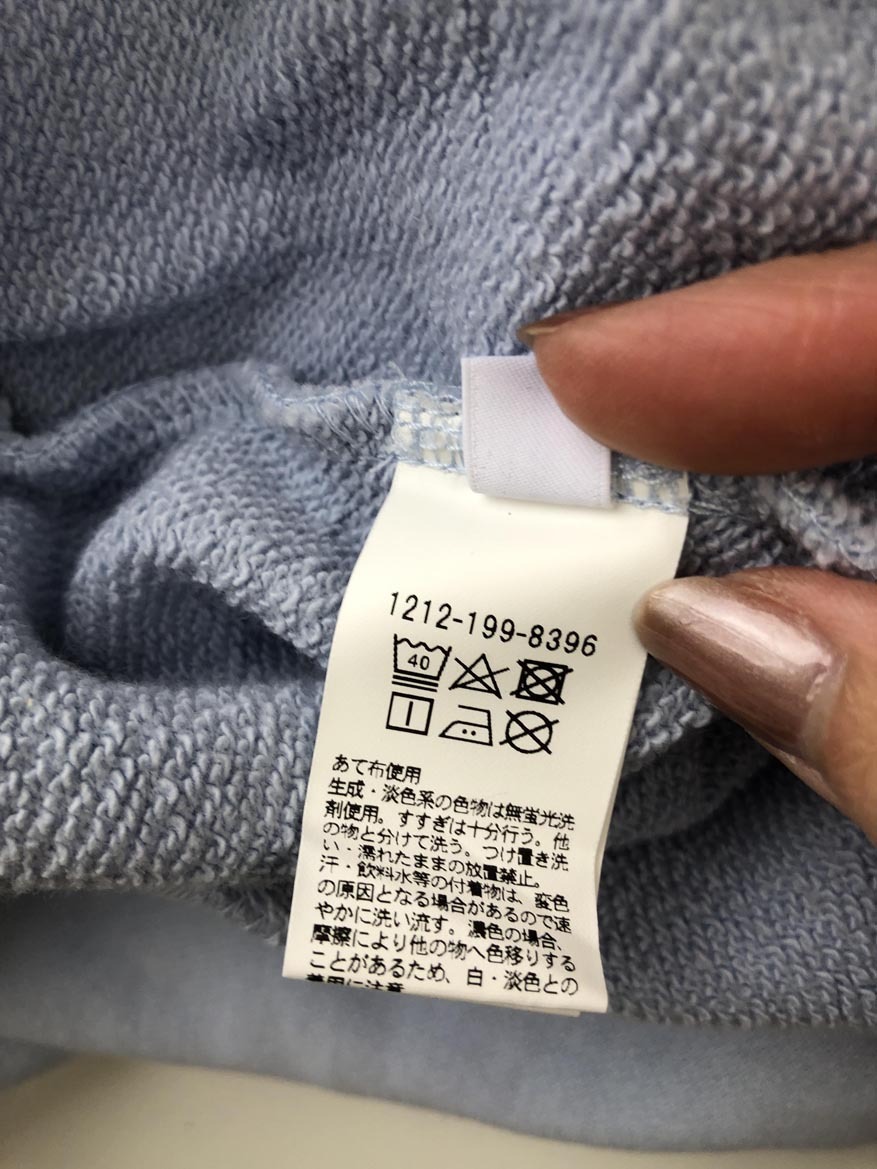 1212-199-8396
40
あて布使用
生成・淡色系の色物は無蛍光洗
剤使用。すすぎは十分行う。他
の物と分けて洗う。つけ置き洗
い・濡れたままの放置禁止。
汗・飲料水等の付着物は、変色
の原因となる場合があるので速
やかに洗い流す。濃色の場合、
摩擦により他の物へ色移りする
ことがあるため、白・淡色との
着用に注意